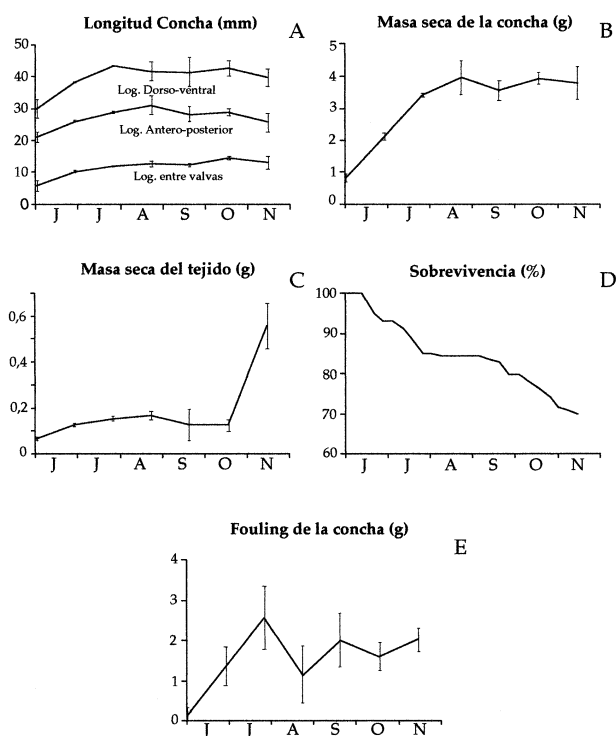 Longitud Concha (mm)
A
50
40
30
20
10
0
Log. Dorso-véntral
Log. Antero-posterior
Log. entre valvas
J J A S O N
Masa seca de la concha (g)
B
5
4
3
2
1
0
J J A S O N
Masa seca del tejido (g)
C
0,6
0,4
0,2
0
J J A S O N
Sobrevivencia (%)
D
100
90
80
70
60
J J A S O N
Fouling de la concha (g)
E
4
3
2
1
0
J J A S O N